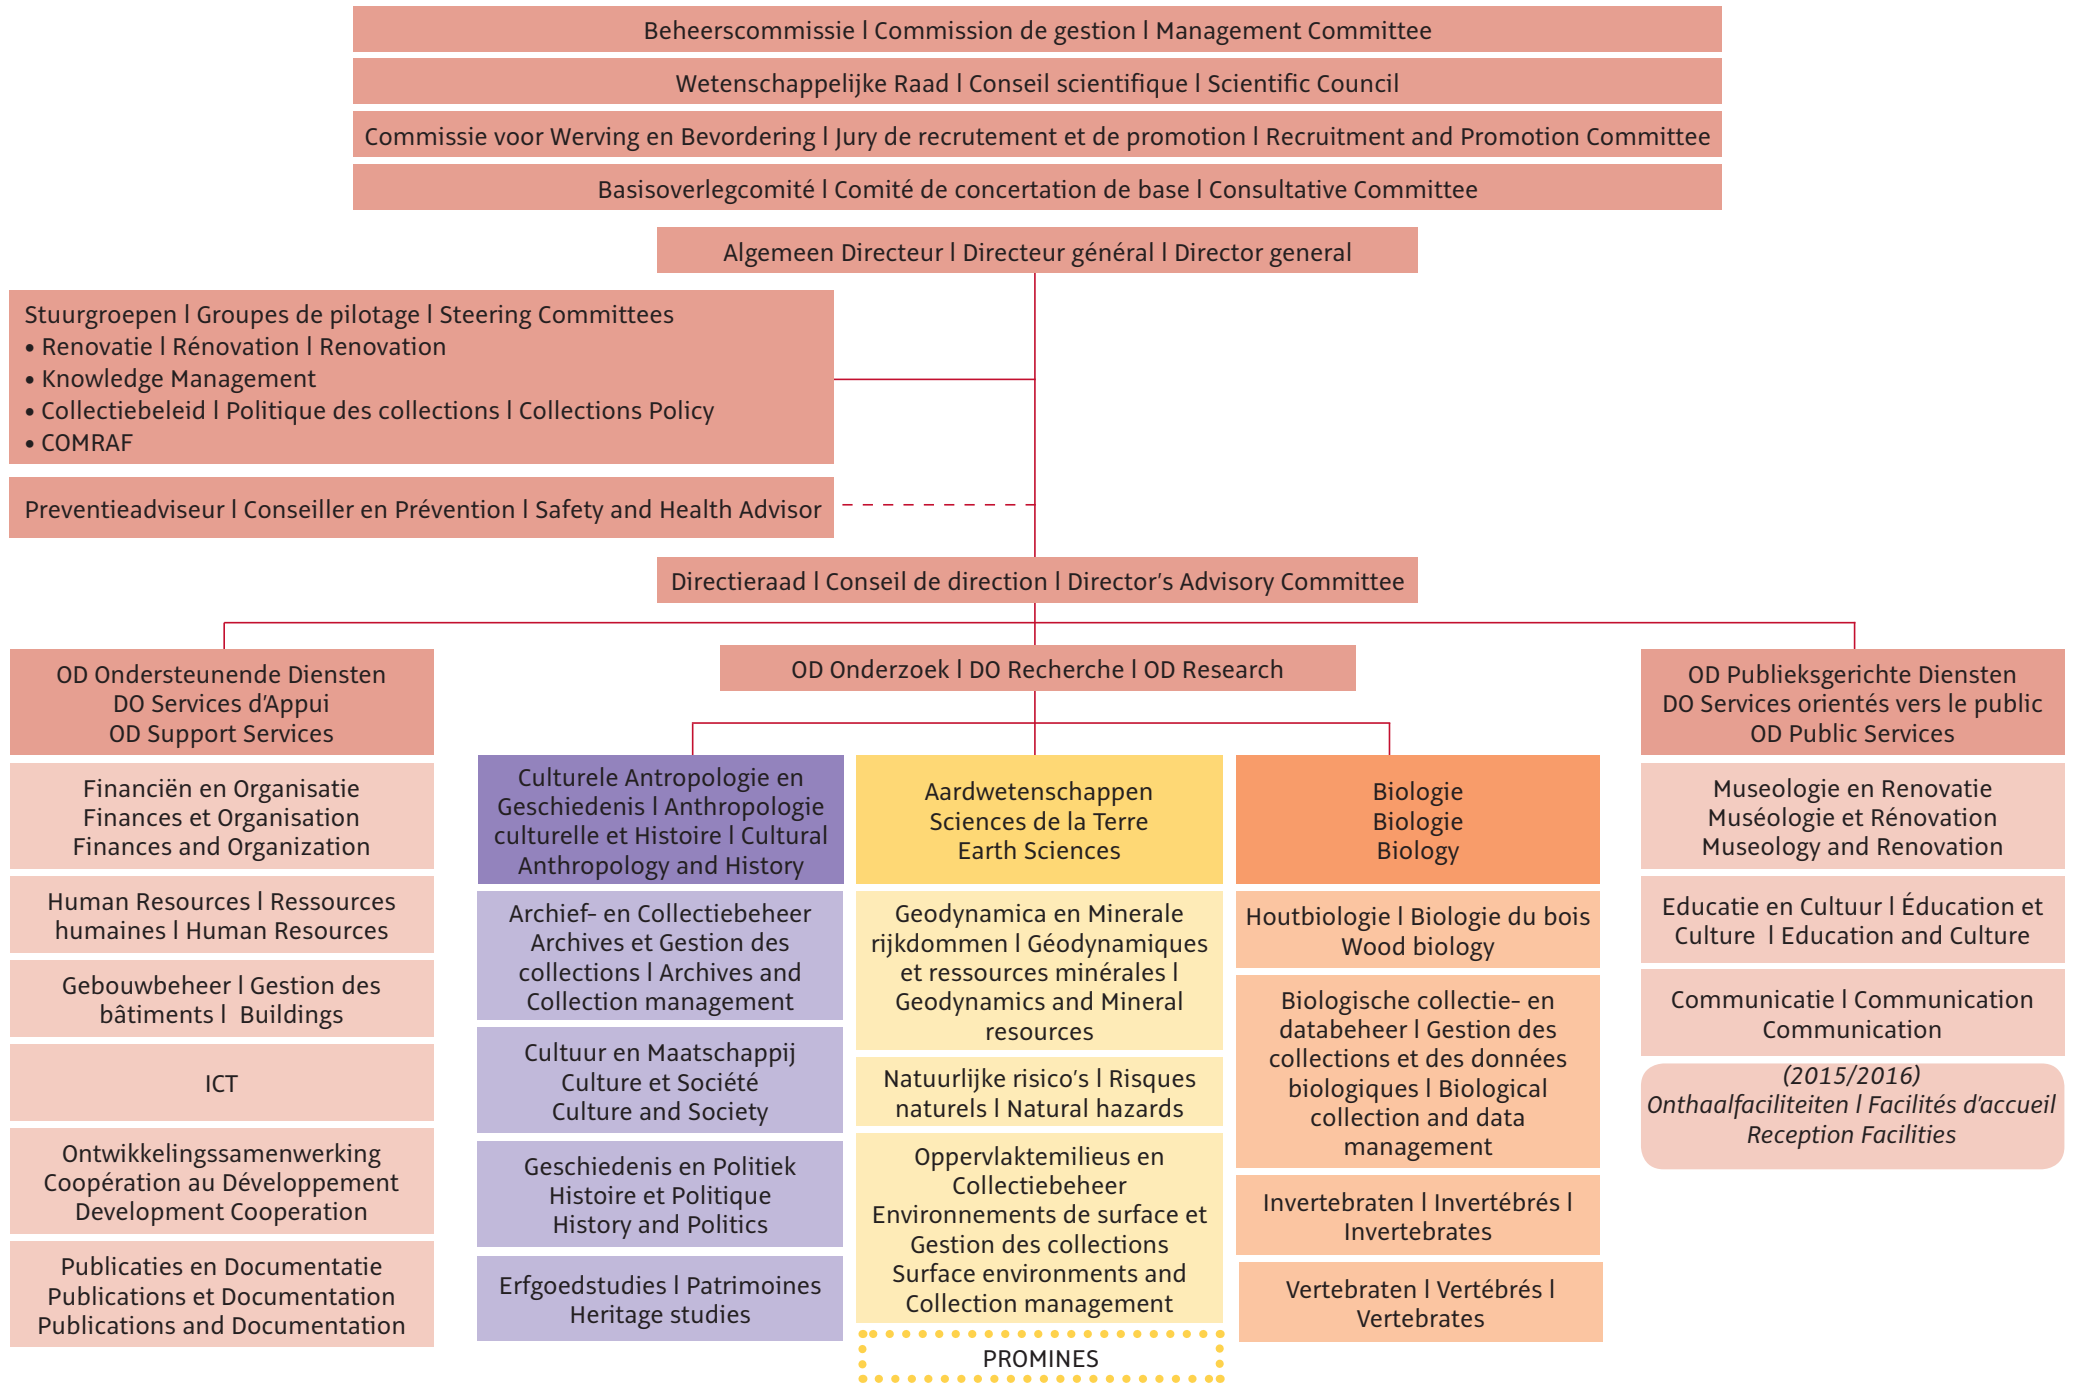 Beheerscommissie l Commission de gestion l Management Committee
Wetenschappelijke Raad l Conseil scientifique l Scientific Council
Commissie voor Werving en Bevordering l Jury de recrutement et de promotion l Recruitment and Promotion Committee
Basisoverlegcomité l Comité de concertation de base l Consultative Committee
Algemeen Directeur l Directeur général l Director general
Stuurgroepen l Groupes de pilotage l Steering Committees
• Renovatie l Rénovation l Renovation
• Knowledge Management
• Collectiebeleid l Politique des collections l Collections Policy
• COMRAF
Preventieadviseur l Conseiller en Prévention l Safety and Health Advisor
Directieraad l Conseil de direction l Director's Advisory Committee
OD Ondersteunende Diensten
DO Services d'Appui
OD Support Services
Financiën en Organisatie
Finances et Organisation
Finances and Organization
Human Resources l Ressources
humaines l Human Resources
Gebouwbeheer l Gestion des
bâtiments l Buildings
ICT
Ontwikkelingssamenwerking
Coopération au Développement
Development Cooperation
Publicaties en Documentatie
Publications et Documentation
Publications and Documentation
OD Onderzoek l DO Recherche l OD Research
Culturele Antropologie en
Geschiedenis l Anthropologie
culturelle et Histoire l Cultural
Anthropology and History
Archief- en Collectiebeheer
Archives et Gestion des
collections l Archives and
Collection management
Cultuur en Maatschappij
Culture et Société
Culture and Society
Geschiedenis en Politiek
Histoire et Politique
History and Politics
Erfgoedstudies l Patrimoines
Heritage studies
Aardwetenschappen
Sciences de la Terre
Earth Sciences
Geodynamica en Minerale
rijkdommen l Géodynamiques
et ressources minérales l
Geodynamics and Mineral
resources
Natuurlijke risico's l Risques
naturels l Natural hazards
Oppervlaktemilieus en
Collectiebeheer
Environnements de surface et
Gestion des collections
Surface environments and
Collection management
PROMINES
Biologie
Biologie
Biology
Houtbiologie l Biologie du bois
Wood biology
Biologische collectie- en
databeheer l Gestion des
collections et des données
biologiques l Biological
collection and data
management
Invertebraten l Invertébrés l
Invertebrates
Vertebraten l Vertébrés l
Vertebrates
OD Publieksgerichte Diensten
DO Services orientés vers le public
OD Public Services
Museologie en Renovatie
Muséologie et Rénovation
Museology and Renovation
Educatie en Cultuur l Éducation et
Culture l Education and Culture
Communicatie l Communication
Communication
(2015/2016)
Onthaalfaciliteiten l Facilités d'accueil
Reception Facilities